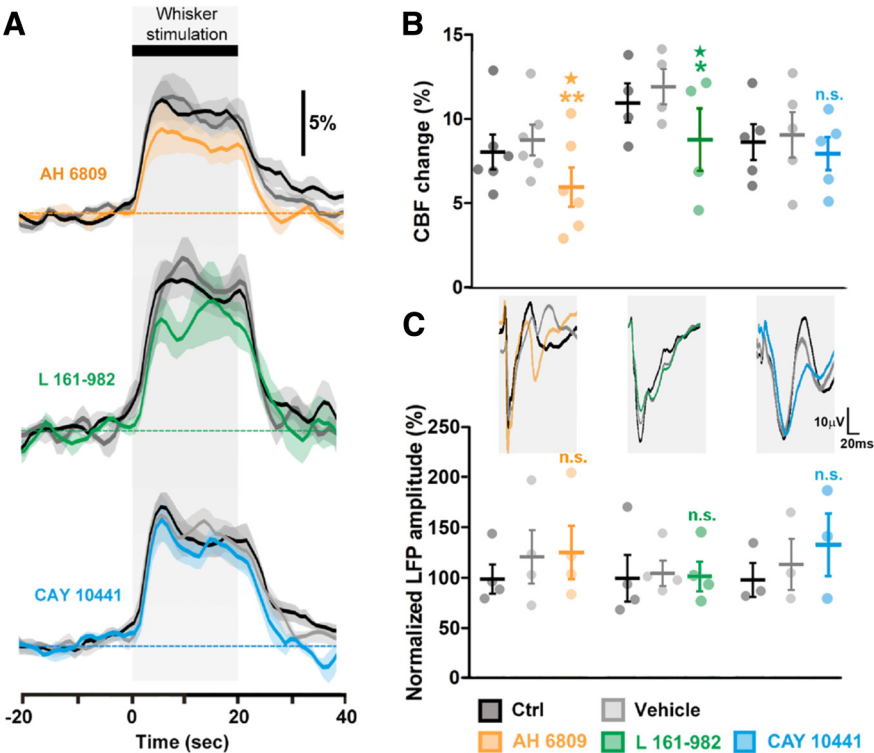 A
Whisker
stimulation
5%
AH 6809
L 161-982
CAY 10441
-20 0 20 40
Time (sec)
B
CBF change (%)
15
10
5
0
★
**
★
*
n.s.
C
10μV
20ms
Normalized LFP amplitude (%)
250
200
150
100
50
0
n.s.
n.s.
n.s.
Ctrl Vehicle
AH 6809 L 161-982 CAY 10441